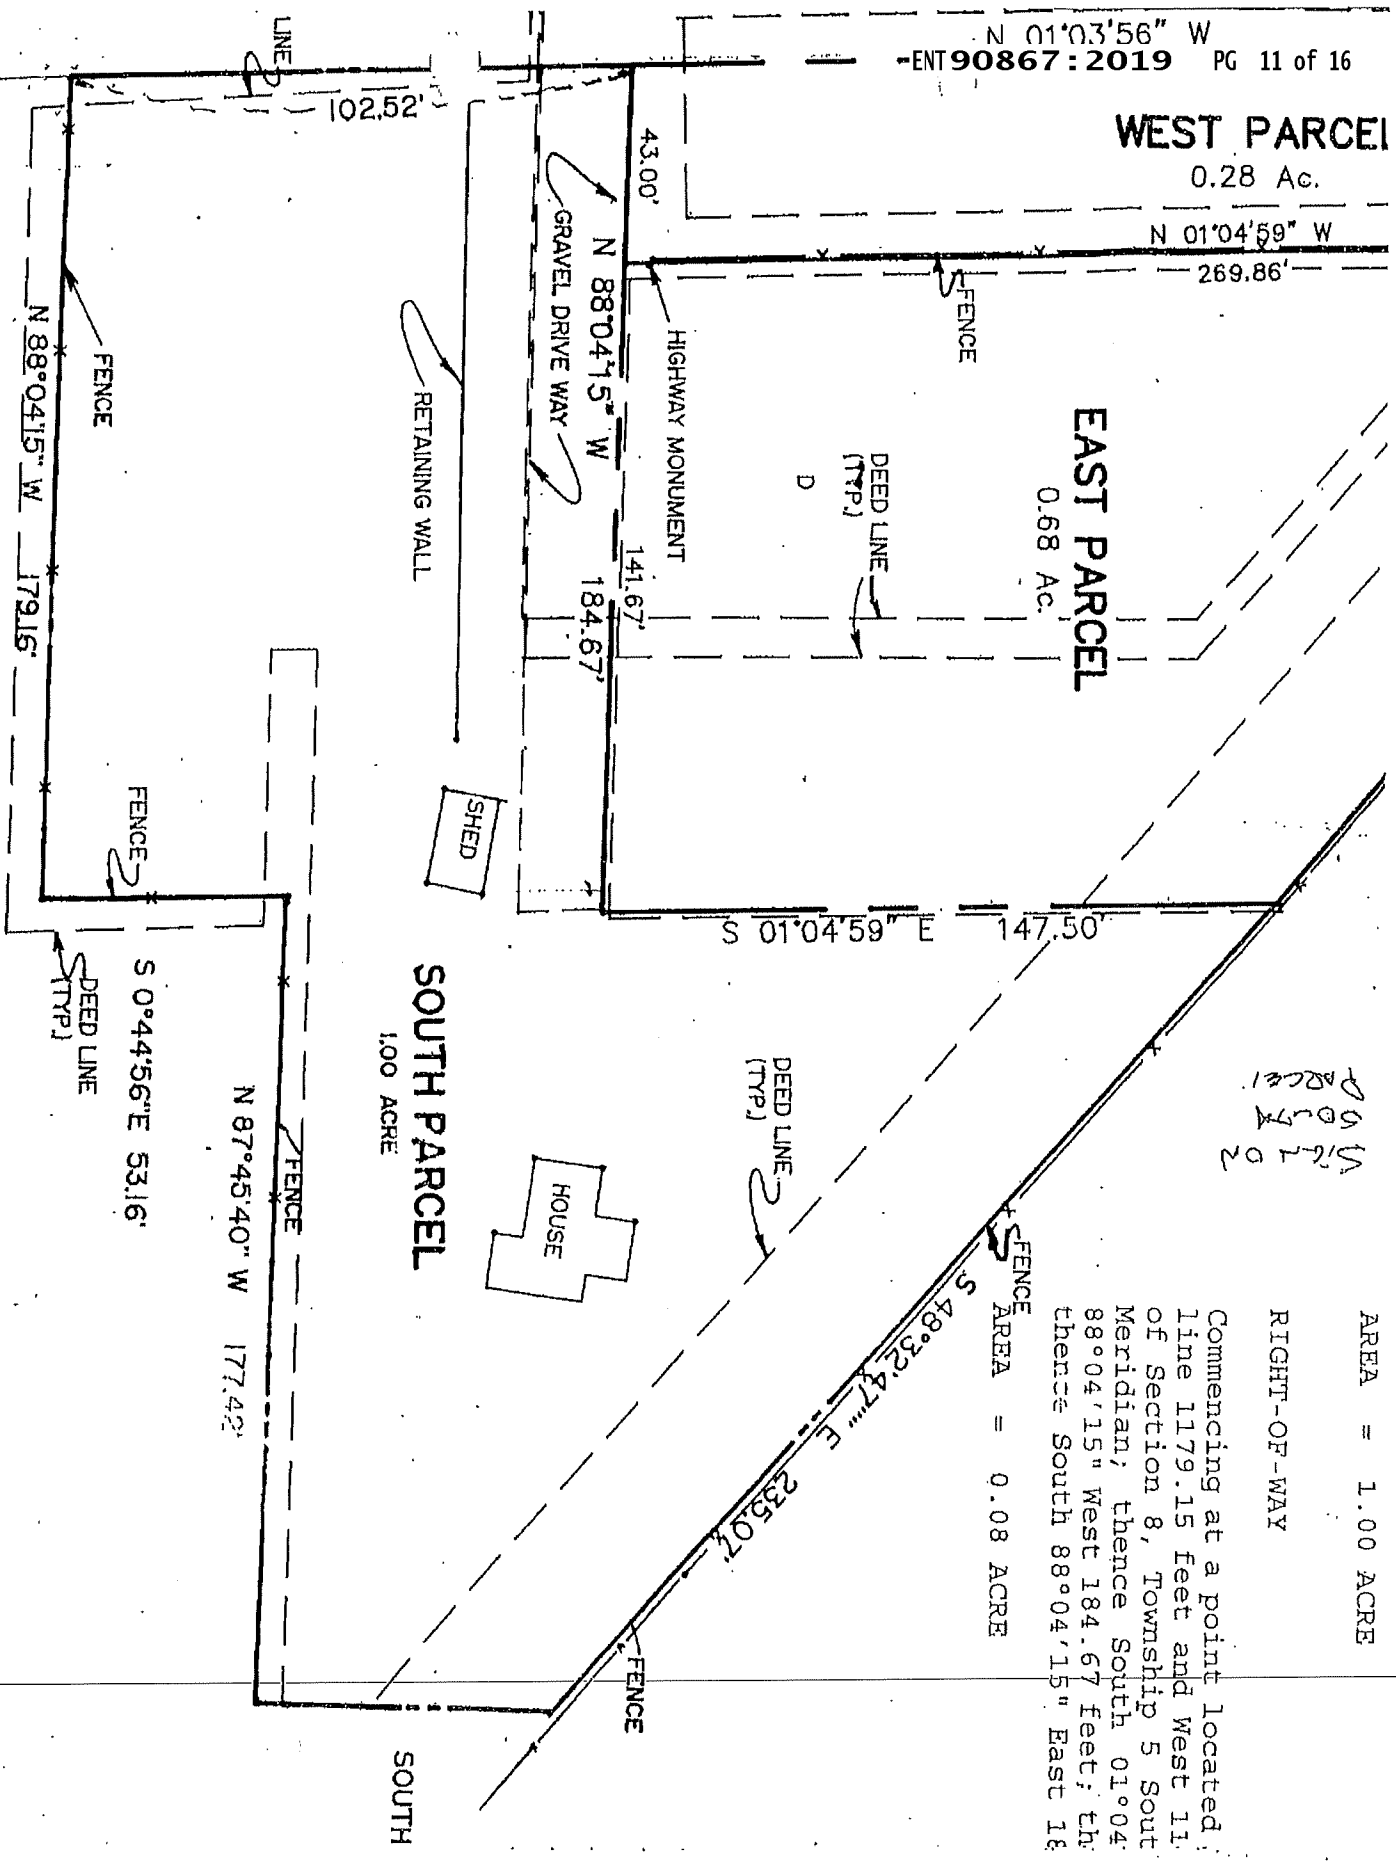 N 01°03'56" W
ENT 90867:2019 PG 11 of 16
WEST PARCEL
0.28 Ac.
N 01°04'59" W
269.86'
LINE
102.52'
43.00'
GRAVEL DRIVE WAY
N 88°04'15" W
184.67'
141.67'
HIGHWAY MONUMENT
FENCE
EAST PARCEL
0.68 Ac.
DEED LINE
(TYP.)
D
RETAINING WALL
FENCE
N 88°04'15" W 179.16'
SHED
FENCE
S 01°04'59" E 147.50'
DEED LINE
(TYP.)
S 0°44'56"E 53.16'
SOUTH PARCEL
1.00 ACRE
N 87°45'40" W 177.42'
FENCE
HOUSE
DEED LINE
(TYP.)
FENCE
S 48°32'47"" E 235.07'
FENCE
SOUTH
South
PARCEL
AREA = 1.00 ACRE
RIGHT-OF-WAY
Commencing at a point located
line 1179.15 feet and West 11
of Section 8, Township 5 Sout
Meridian; thence South 01°04'
88°04'15" West 184.67 feet; th
thence South 88°04'15" East 18
AREA = 0.08 ACRE